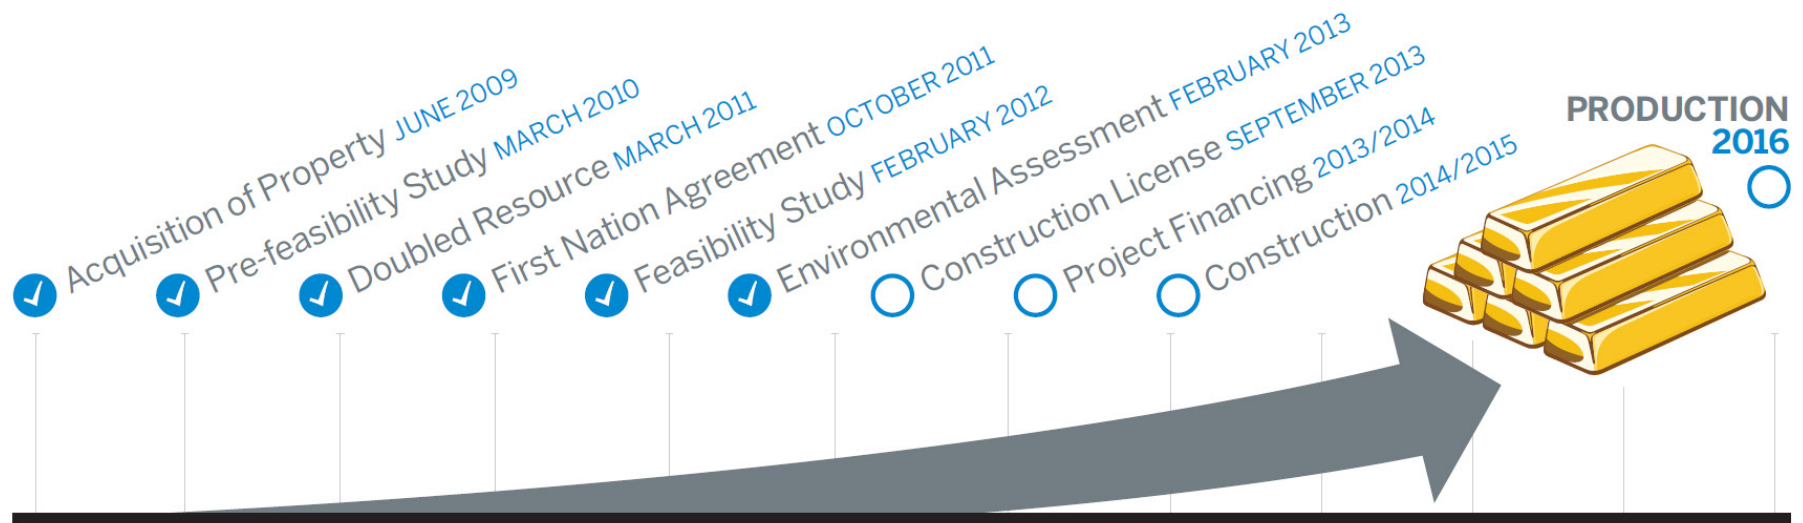 Acquisition of Property JUNE 2009
Pre-feasibility Study MARCH 2010
Doubled Resource MARCH 2011
First Nation Agreement OCTOBER 2011
Feasibility Study FEBRUARY 2012
Environmental Assessment FEBRUARY 2013
Construction License SEPTEMBER 2013
Project Financing 2013/2014
Construction 2014/2015
PRODUCTION
2016